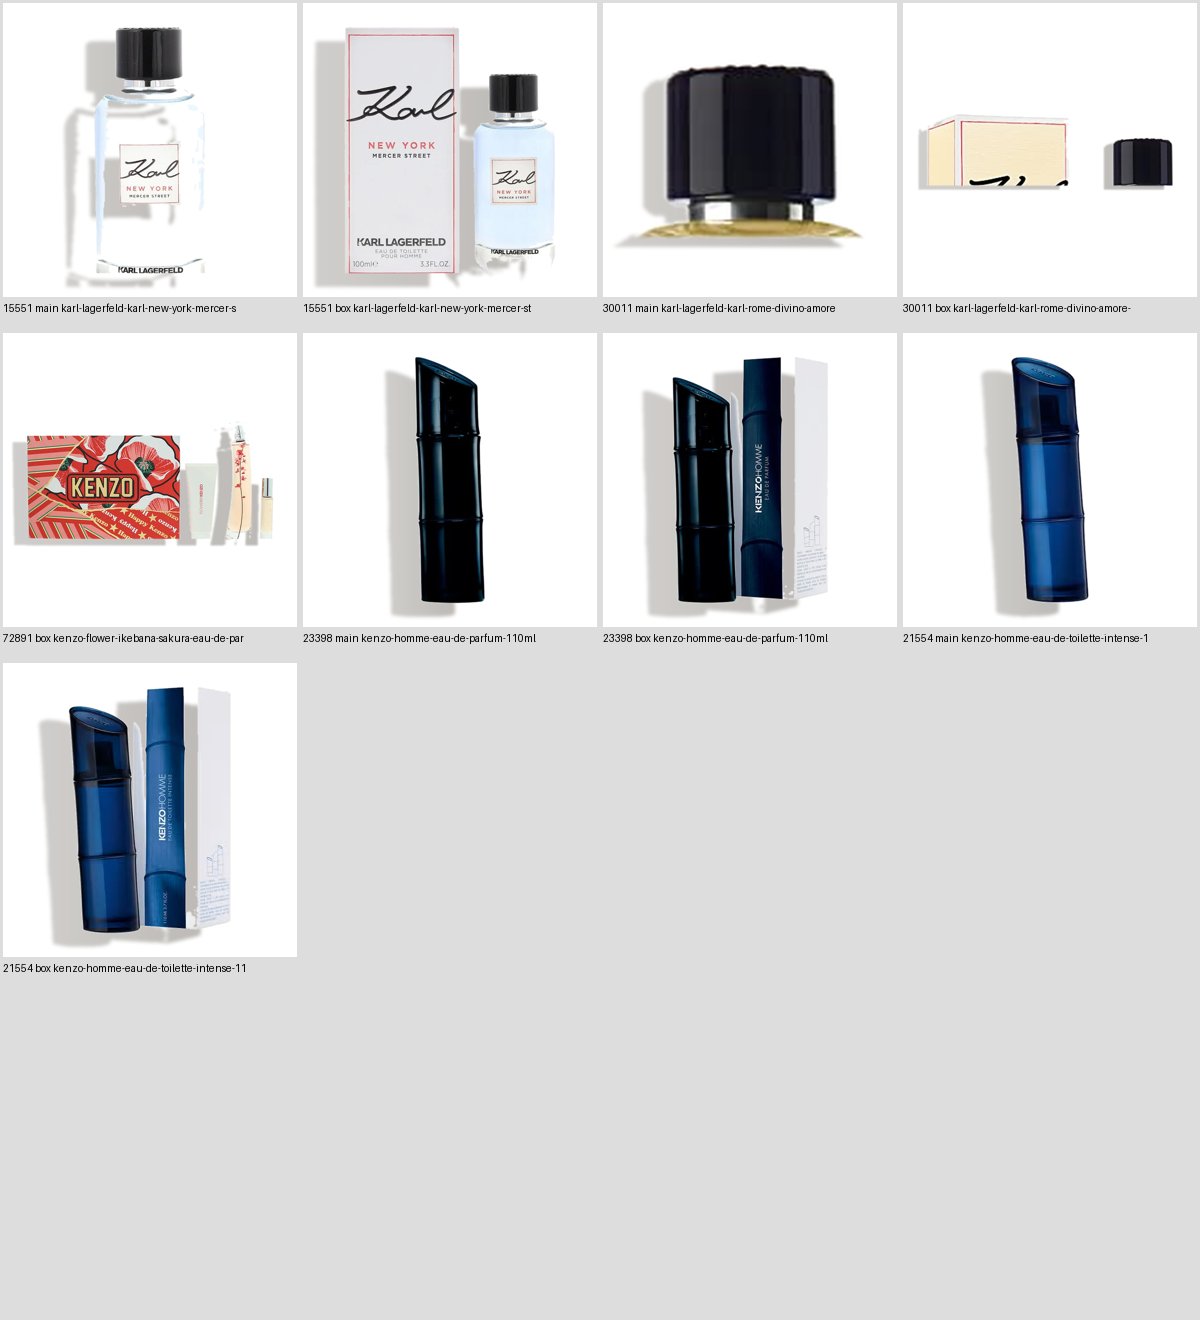 Karl
NEW YORK
MERCER STREET
KARL LAGERFELD
Karl
NEW YORK
MERCER STREET
KARL LAGERFELD
EAU DE TOILETTE
POUR HOMME
100ml
3.3FL.OZ.
Karl
NEW YORK
MERCER STREET
KARL LAGERFELD
15551 main karl-lagerfeld-karl-new-york-mercer-s
15551 box karl-lagerfeld-karl-new-york-mercer-st
30011 main karl-lagerfeld-karl-rome-divino-amore
30011 box karl-lagerfeld-karl-rome-divino-amore-
KENZO
KENZOHOMME
EAU DE PARFUM
72891 box kenzo-flower-ikebana-sakura-eau-de-par
23398 main kenzo-homme-eau-de-parfum-110ml
23398 box kenzo-homme-eau-de-parfum-110ml
21554 main kenzo-homme-eau-de-toilette-intense-1
KENZOHOMME
EAU DE TOILETTE INTENSE
21554 box kenzo-homme-eau-de-toilette-intense-11